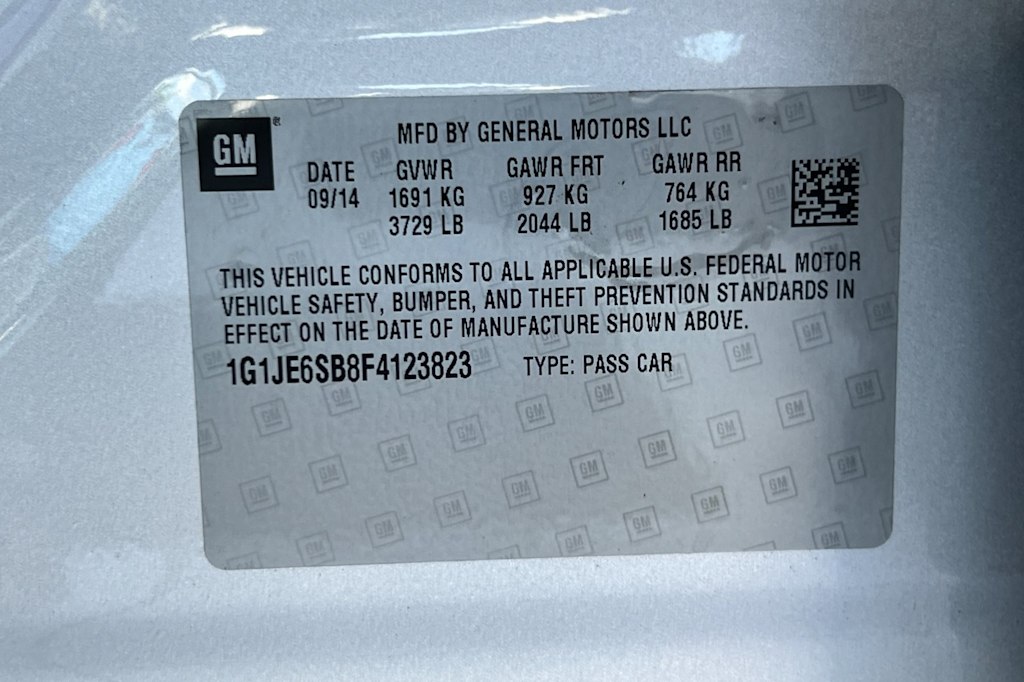 GM
MFD BY GENERAL MOTORS LLC
DATE GVWR GAWR FRT GAWR RR
09/14 1691 KG 927 KG 764 KG
3729 LB 2044 LB 1685 LB
THIS VEHICLE CONFORMS TO ALL APPLICABLE U.S. FEDERAL MOTOR
VEHICLE SAFETY, BUMPER, AND THEFT PREVENTION STANDARDS IN
EFFECT ON THE DATE OF MANUFACTURE SHOWN ABOVE.
1G1JE6SB8F4123823 TYPE: PASS CAR